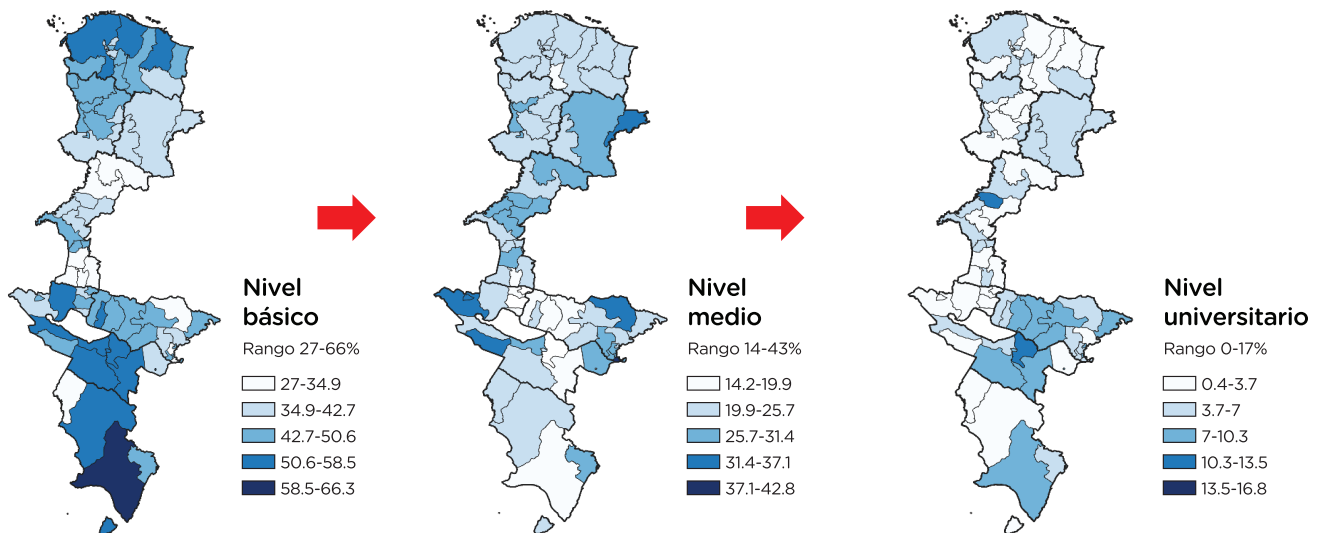 Nivel
básico
Rango 27-66%
27-34.9
34.9-42.7
42.7-50.6
50.6-58.5
58.5-66.3
Nivel
medio
Rango 14-43%
14.2-19.9
19.9-25.7
25.7-31.4
31.4-37.1
37.1-42.8
Nivel
universitario
Rango 0-17%
0.4-3.7
3.7-7
7-10.3
10.3-13.5
13.5-16.8